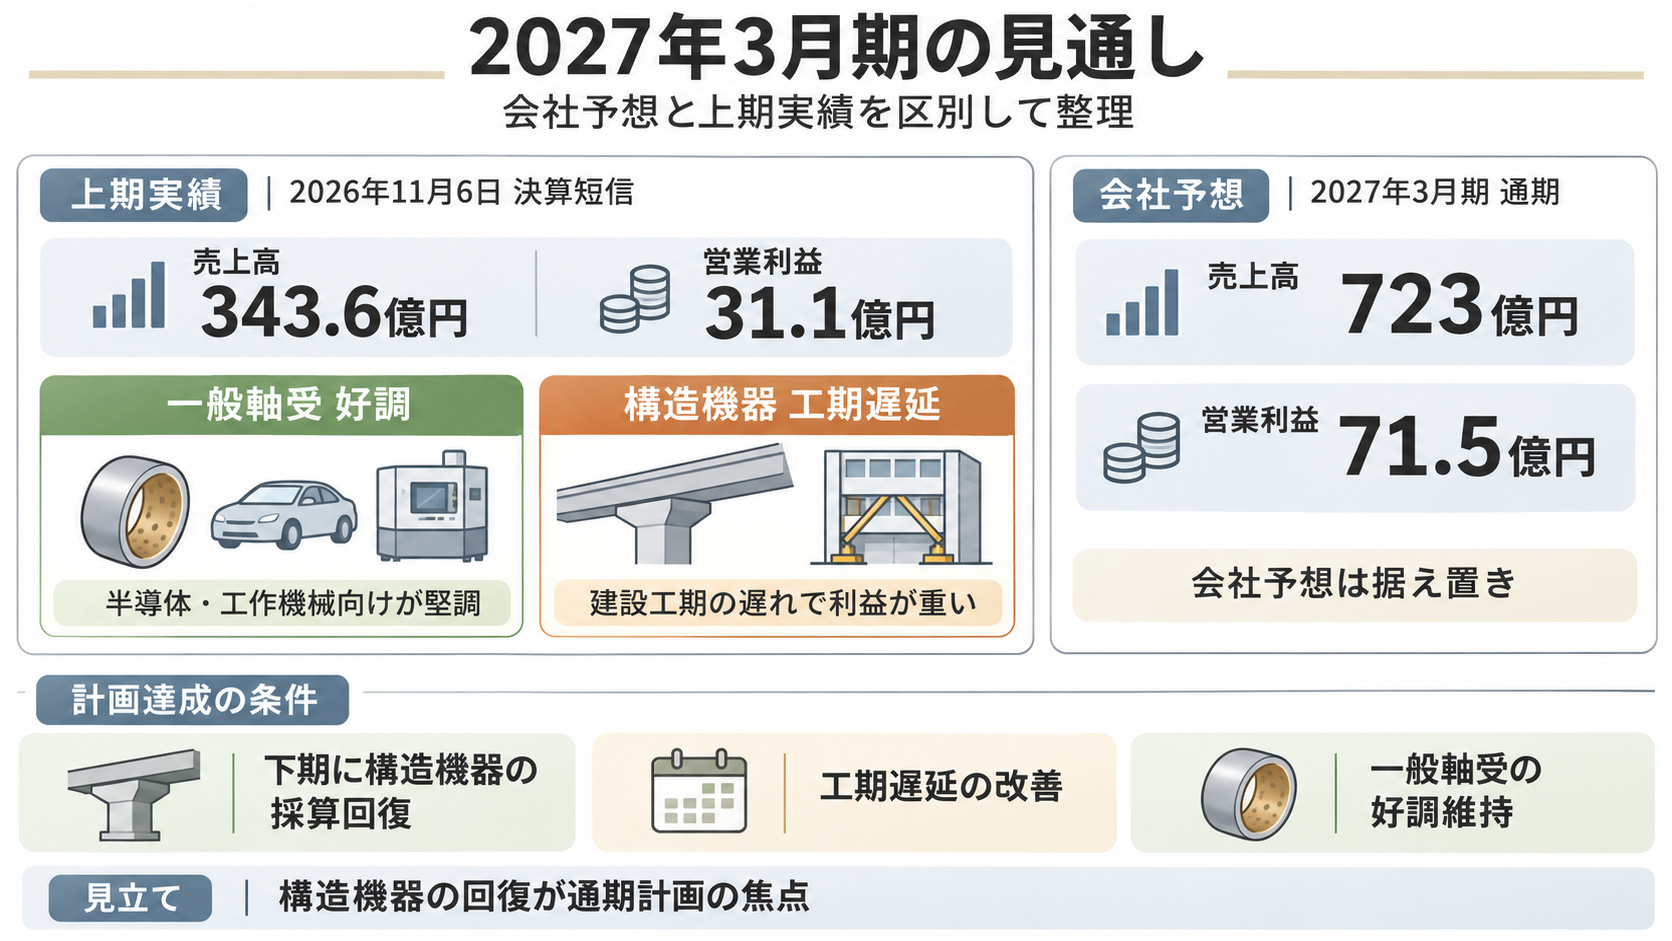 2027年3月期の見通し
会社予想と上期実績を区別して整理
上期実績
2026年11月6日 決算短信
売上高
343.6億円
営業利益
31.1億円
一般軸受 好調
半導体・工作機械向けが堅調
構造機器 工期遅延
建設工期の遅れで利益が重い
会社予想
2027年3月期 通期
売上高
723億円
営業利益
71.5億円
会社予想は据え置き
計画達成の条件
下期に構造機器の
採算回復
工期遅延の改善
一般軸受の
好調維持
見立て
構造機器の回復が通期計画の焦点